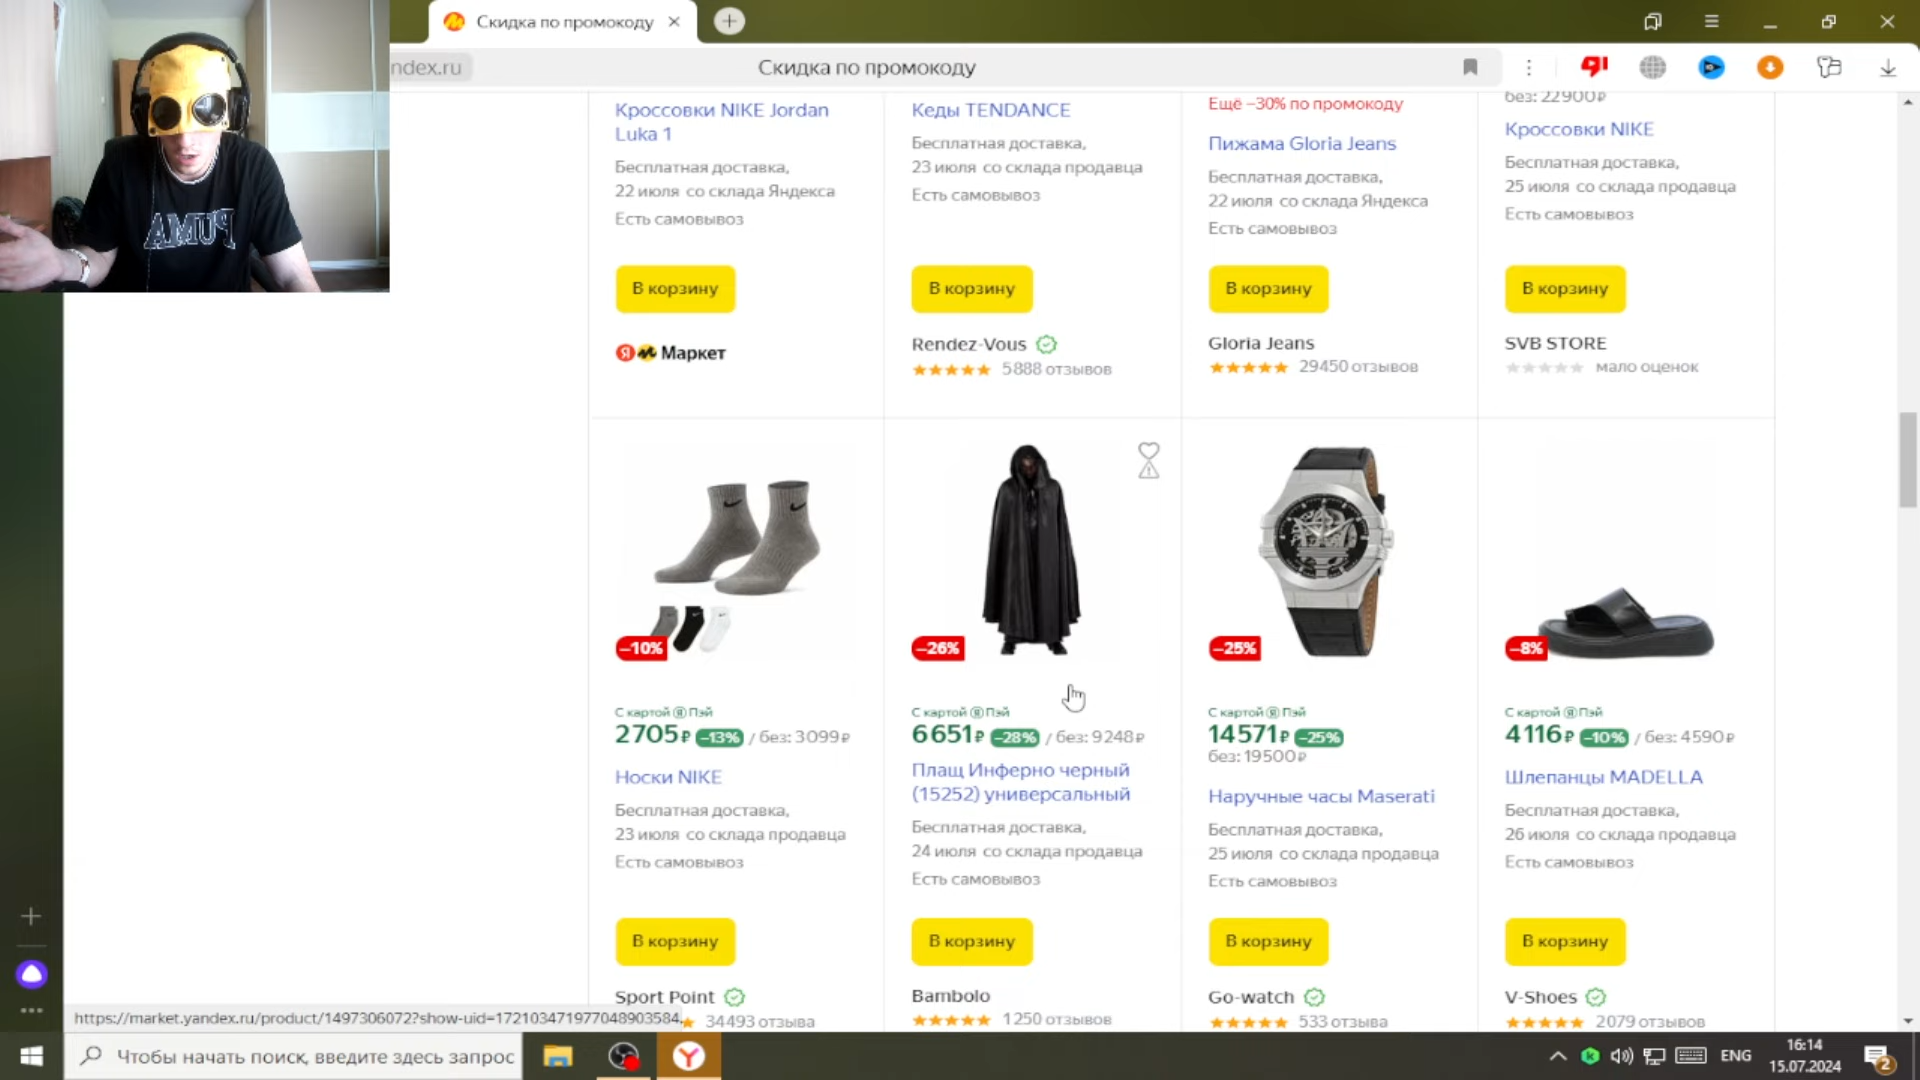 Скидка по промокоду
ndex.ru
Скидка по промокоду
Кроссовки NIKE Jordan
Luka 1
Бесплатная доставка,
22 июля со склада Яндекса
Есть самовывоз
В корзину
Я Маркет
Кеды TENDANCE
Бесплатная доставка,
23 июля со склада продавца
Есть самовывоз
В корзину
Rendez-Vous
5888 отзывов
Ещё –30% по промокоду
Пижама Gloria Jeans
Бесплатная доставка,
22 июля со склада Яндекса
Есть самовывоз
В корзину
Gloria Jeans
29450 отзывов
без: 22900₽
Кроссовки NIKE
Бесплатная доставка,
25 июля со склада продавца
Есть самовывоз
В корзину
SVB STORE
мало оценок
–10%
С картой Я Пэй
2705₽ –13% / без: 3099₽
Носки NIKE
Бесплатная доставка,
23 июля со склада продавца
Есть самовывоз
В корзину
Sport Point
34493 отзыва
–26%
С картой Я Пэй
6651₽ –28% / без: 9248₽
Плащ Инферно черный
(15252) универсальный
Бесплатная доставка,
24 июля со склада продавца
Есть самовывоз
В корзину
Bambolo
1250 отзывов
–25%
С картой Я Пэй
14571₽ –25%
без: 19500₽
Наручные часы Maserati
Бесплатная доставка,
25 июля со склада продавца
Есть самовывоз
В корзину
Go-watch
533 отзыва
–8%
С картой Я Пэй
4116₽ –10% / без: 4590₽
Шлепанцы MADELLA
Бесплатная доставка,
26 июля со склада продавца
Есть самовывоз
В корзину
V-Shoes
2079 отзывов
PUMA
https://market.yandex.ru/product/1497306072?show-uid=172103471977048903584...
Чтобы начать поиск, введите здесь запрос
ENG
16:14
15.07.2024
2